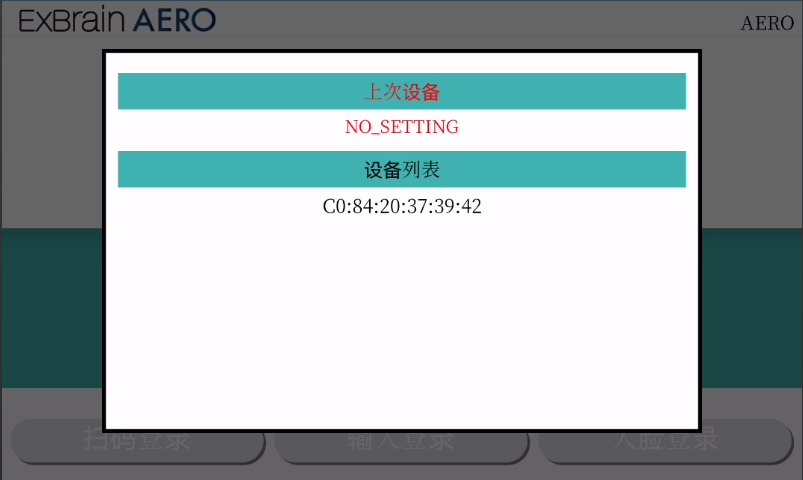 ExBrain AERO
AERO
上次设备
NO_SETTING
设备列表
C0:84:20:37:39:42
扫码登录
输入登录
人脸登录